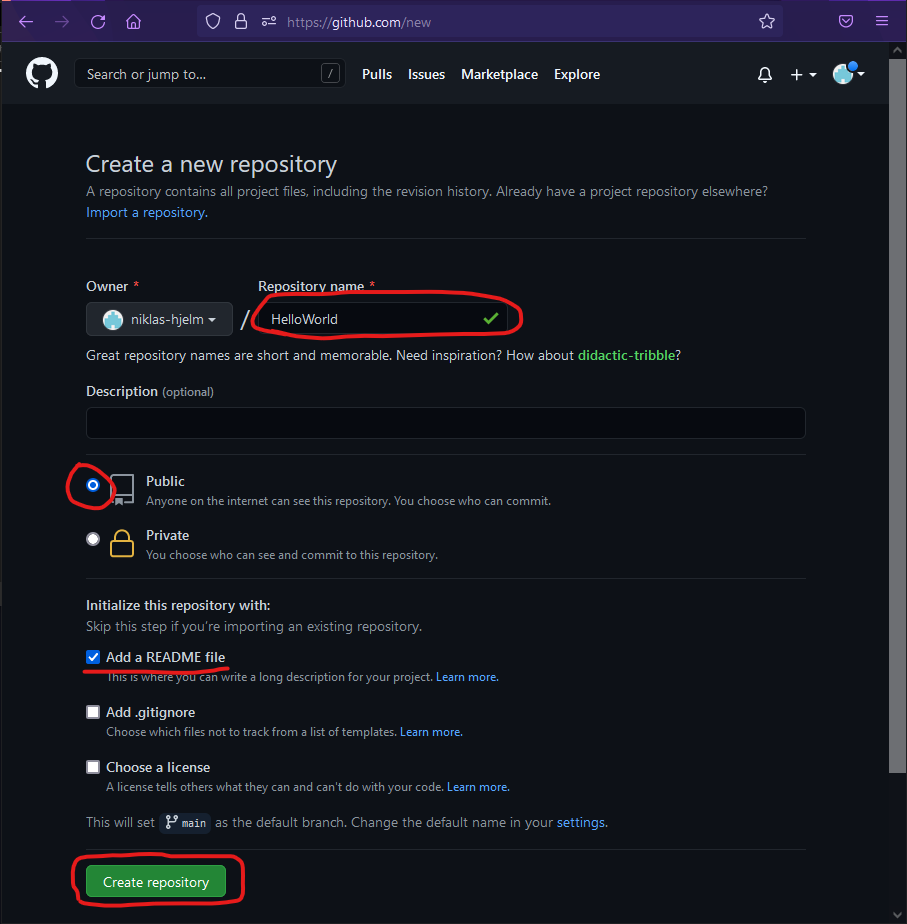 https://github.com/new
Search or jump to... /
Pulls Issues Marketplace Explore
Create a new repository
A repository contains all project files, including the revision history. Already have a project repository elsewhere?
Import a repository.
Owner * Repository name *
niklas-hjelm / HelloWorld
Great repository names are short and memorable. Need inspiration? How about didactic-tribble?
Description (optional)
Public
Anyone on the internet can see this repository. You choose who can commit.
Private
You choose who can see and commit to this repository.
Initialize this repository with:
Skip this step if you're importing an existing repository.
Add a README file
This is where you can write a long description for your project. Learn more.
Add .gitignore
Choose which files not to track from a list of templates. Learn more.
Choose a license
A license tells others what they can and can't do with your code. Learn more.
This will set main as the default branch. Change the default name in your settings.
Create repository